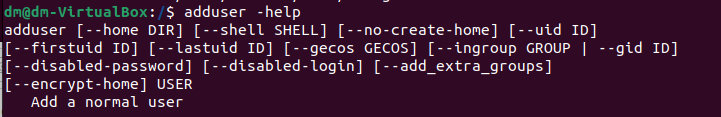 dm@dm-VirtualBox:/$ adduser -help
adduser [--home DIR] [--shell SHELL] [--no-create-home] [--uid ID]
[--firstuid ID] [--lastuid ID] [--gecos GECOS] [--ingroup GROUP | --gid ID]
[--disabled-password] [--disabled-login] [--add_extra_groups]
[--encrypt-home] USER
   Add a normal user